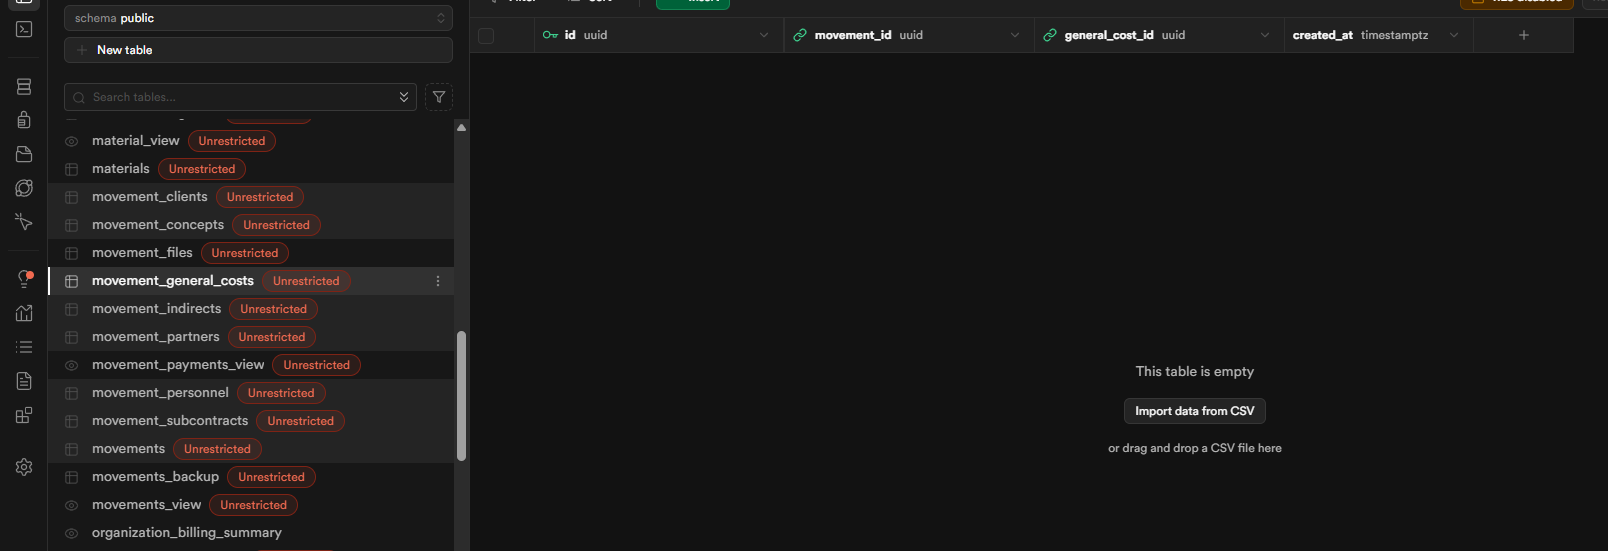 schema public
New table
Search tables...
material_view Unrestricted
materials Unrestricted
movement_clients Unrestricted
movement_concepts Unrestricted
movement_files Unrestricted
movement_general_costs Unrestricted
movement_indirects Unrestricted
movement_partners Unrestricted
movement_payments_view Unrestricted
movement_personnel Unrestricted
movement_subcontracts Unrestricted
movements Unrestricted
movements_backup Unrestricted
movements_view Unrestricted
organization_billing_summary
id uuid movement_id uuid general_cost_id uuid created_at timestamptz
This table is empty
Import data from CSV
or drag and drop a CSV file here